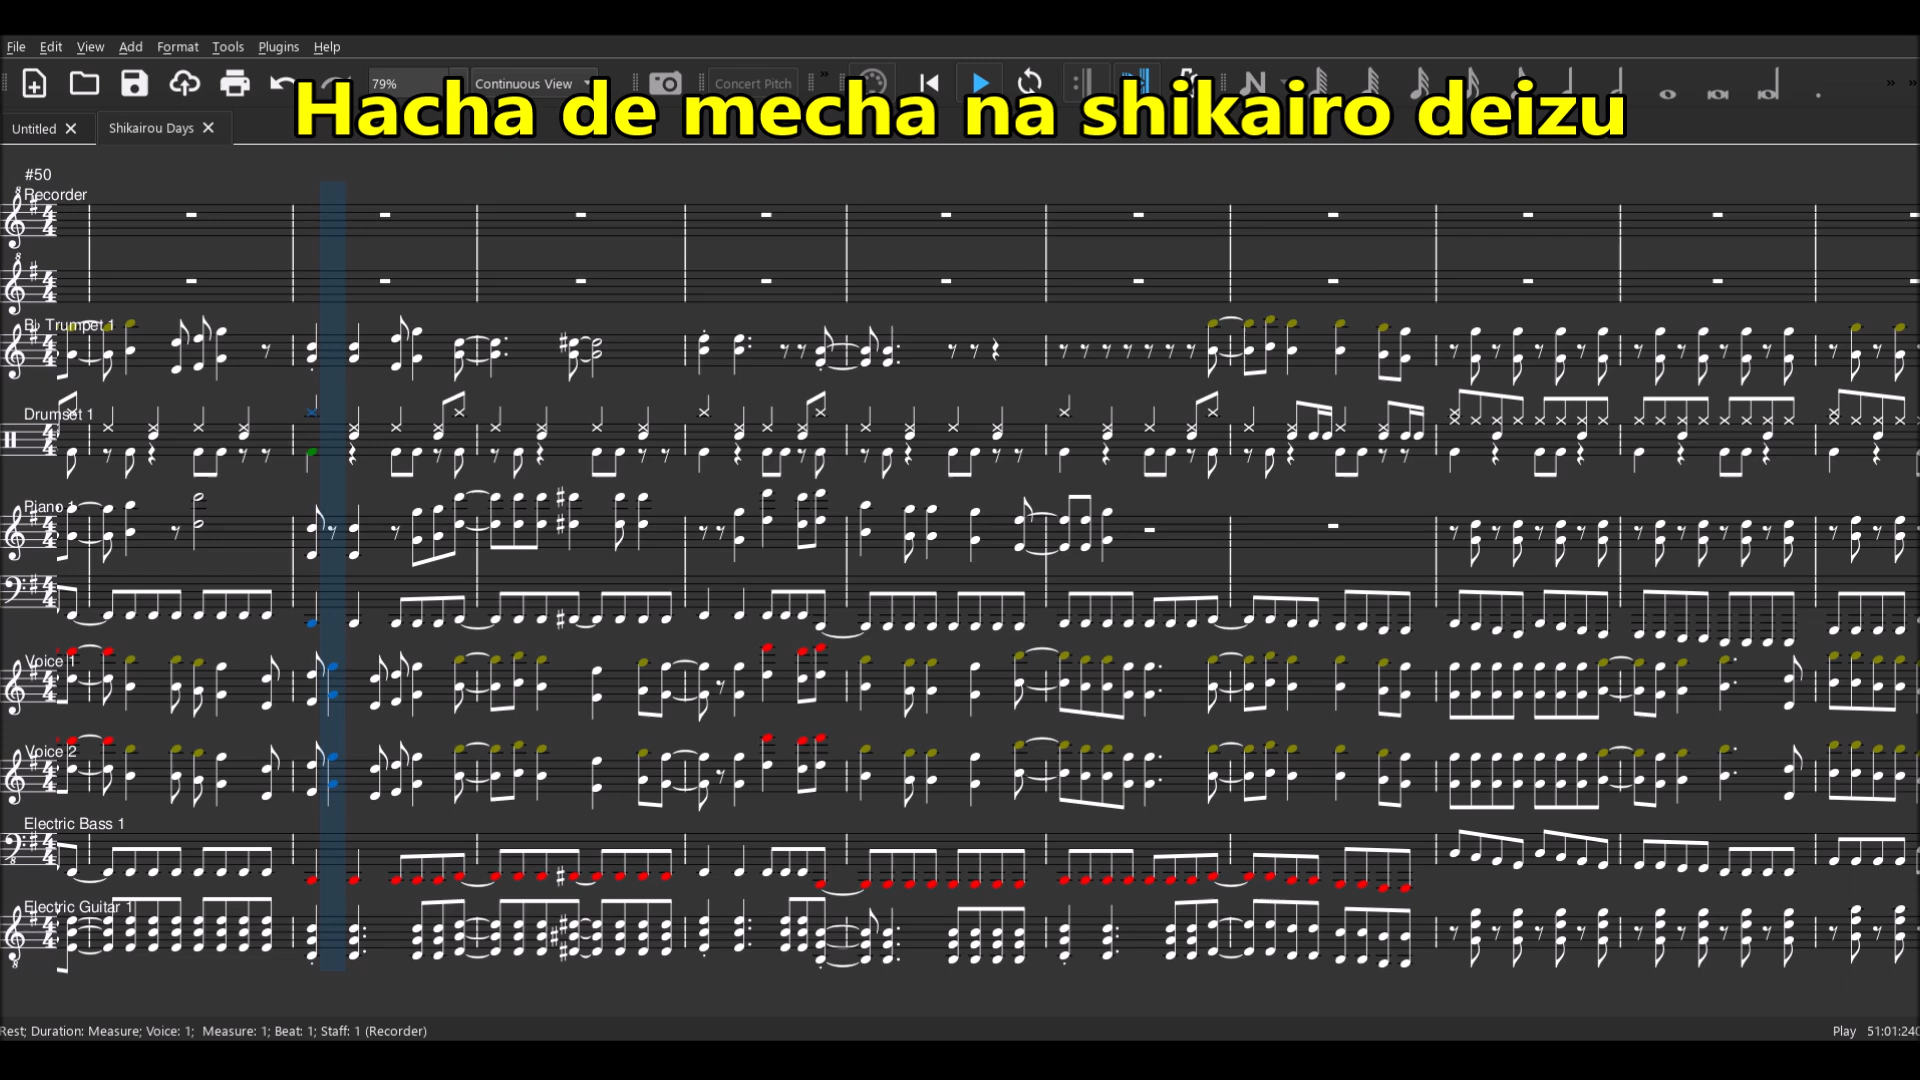 File Edit View Add Format Tools Plugins Help
79% Continuous View Concert Pitch
Hacha de mecha na shikairo deizu
Untitled Shikairou Days
#50
Recorder
B♭ Trumpet 1
Drumset 1
Piano 1
Voice 1
Voice 2
Electric Bass 1
Electric Guitar 1
Rest; Duration: Measure; Voice: 1; Measure: 1; Beat: 1; Staff: 1 (Recorder) Play 51:01:240